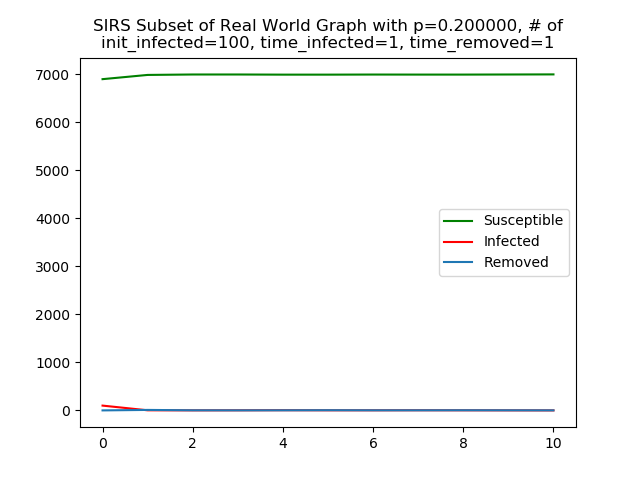 SIRS Subset of Real World Graph with p=0.200000, # of
init_infected=100, time_infected=1, time_removed=1
7000
6000
5000
4000
3000
2000
1000
0
Susceptible
Infected
Removed
0 2 4 6 8 10